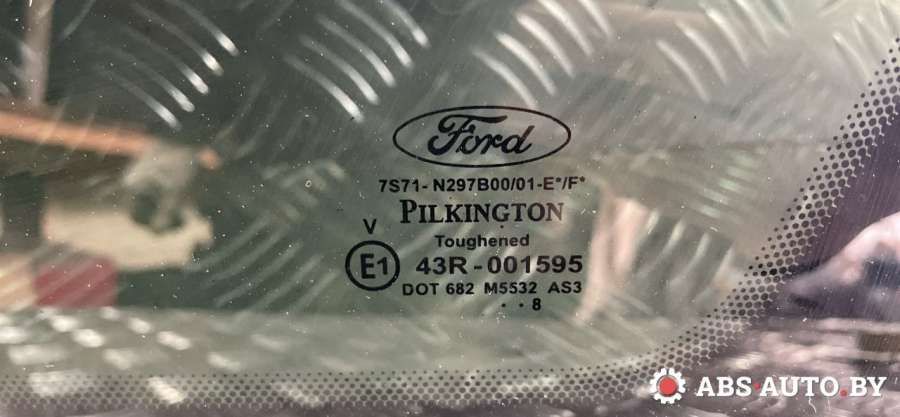 Ford
7S71- N297B00/01-E*/F*
PILKINGTON
V
Toughened
E1 43R-001595
DOT 682 M5532 AS3
. . 8
ABS-AUTO.BY